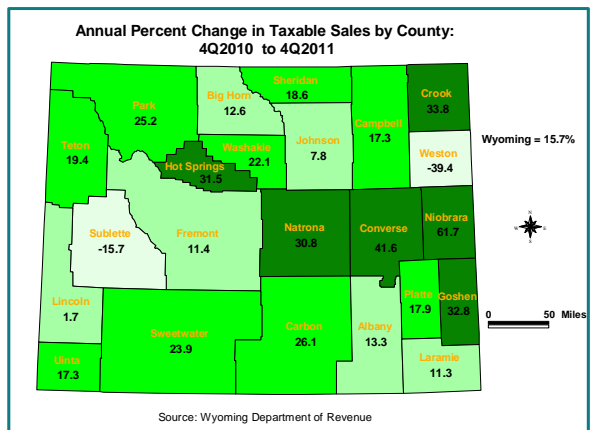 Annual Percent Change in Taxable Sales by County:
4Q2010 to 4Q2011
Sheridan
18.6
Crook
33.8
Big Horn
12.6
Park
25.2
Campbell
17.3
Johnson
7.8
Wyoming = 15.7%
Teton
19.4
Washakie
22.1
Weston
-39.4
Hot Springs
31.5
Niobrara
61.7
Natrona
30.8
Converse
41.6
Sublette
-15.7
Fremont
11.4
N
W E
S
Lincoln
1.7
Platte
17.9
Goshen
32.8
Sweetwater
23.9
Carbon
26.1
Albany
13.3
0 50 Miles
Uinta
17.3
Laramie
11.3
Source: Wyoming Department of Revenue